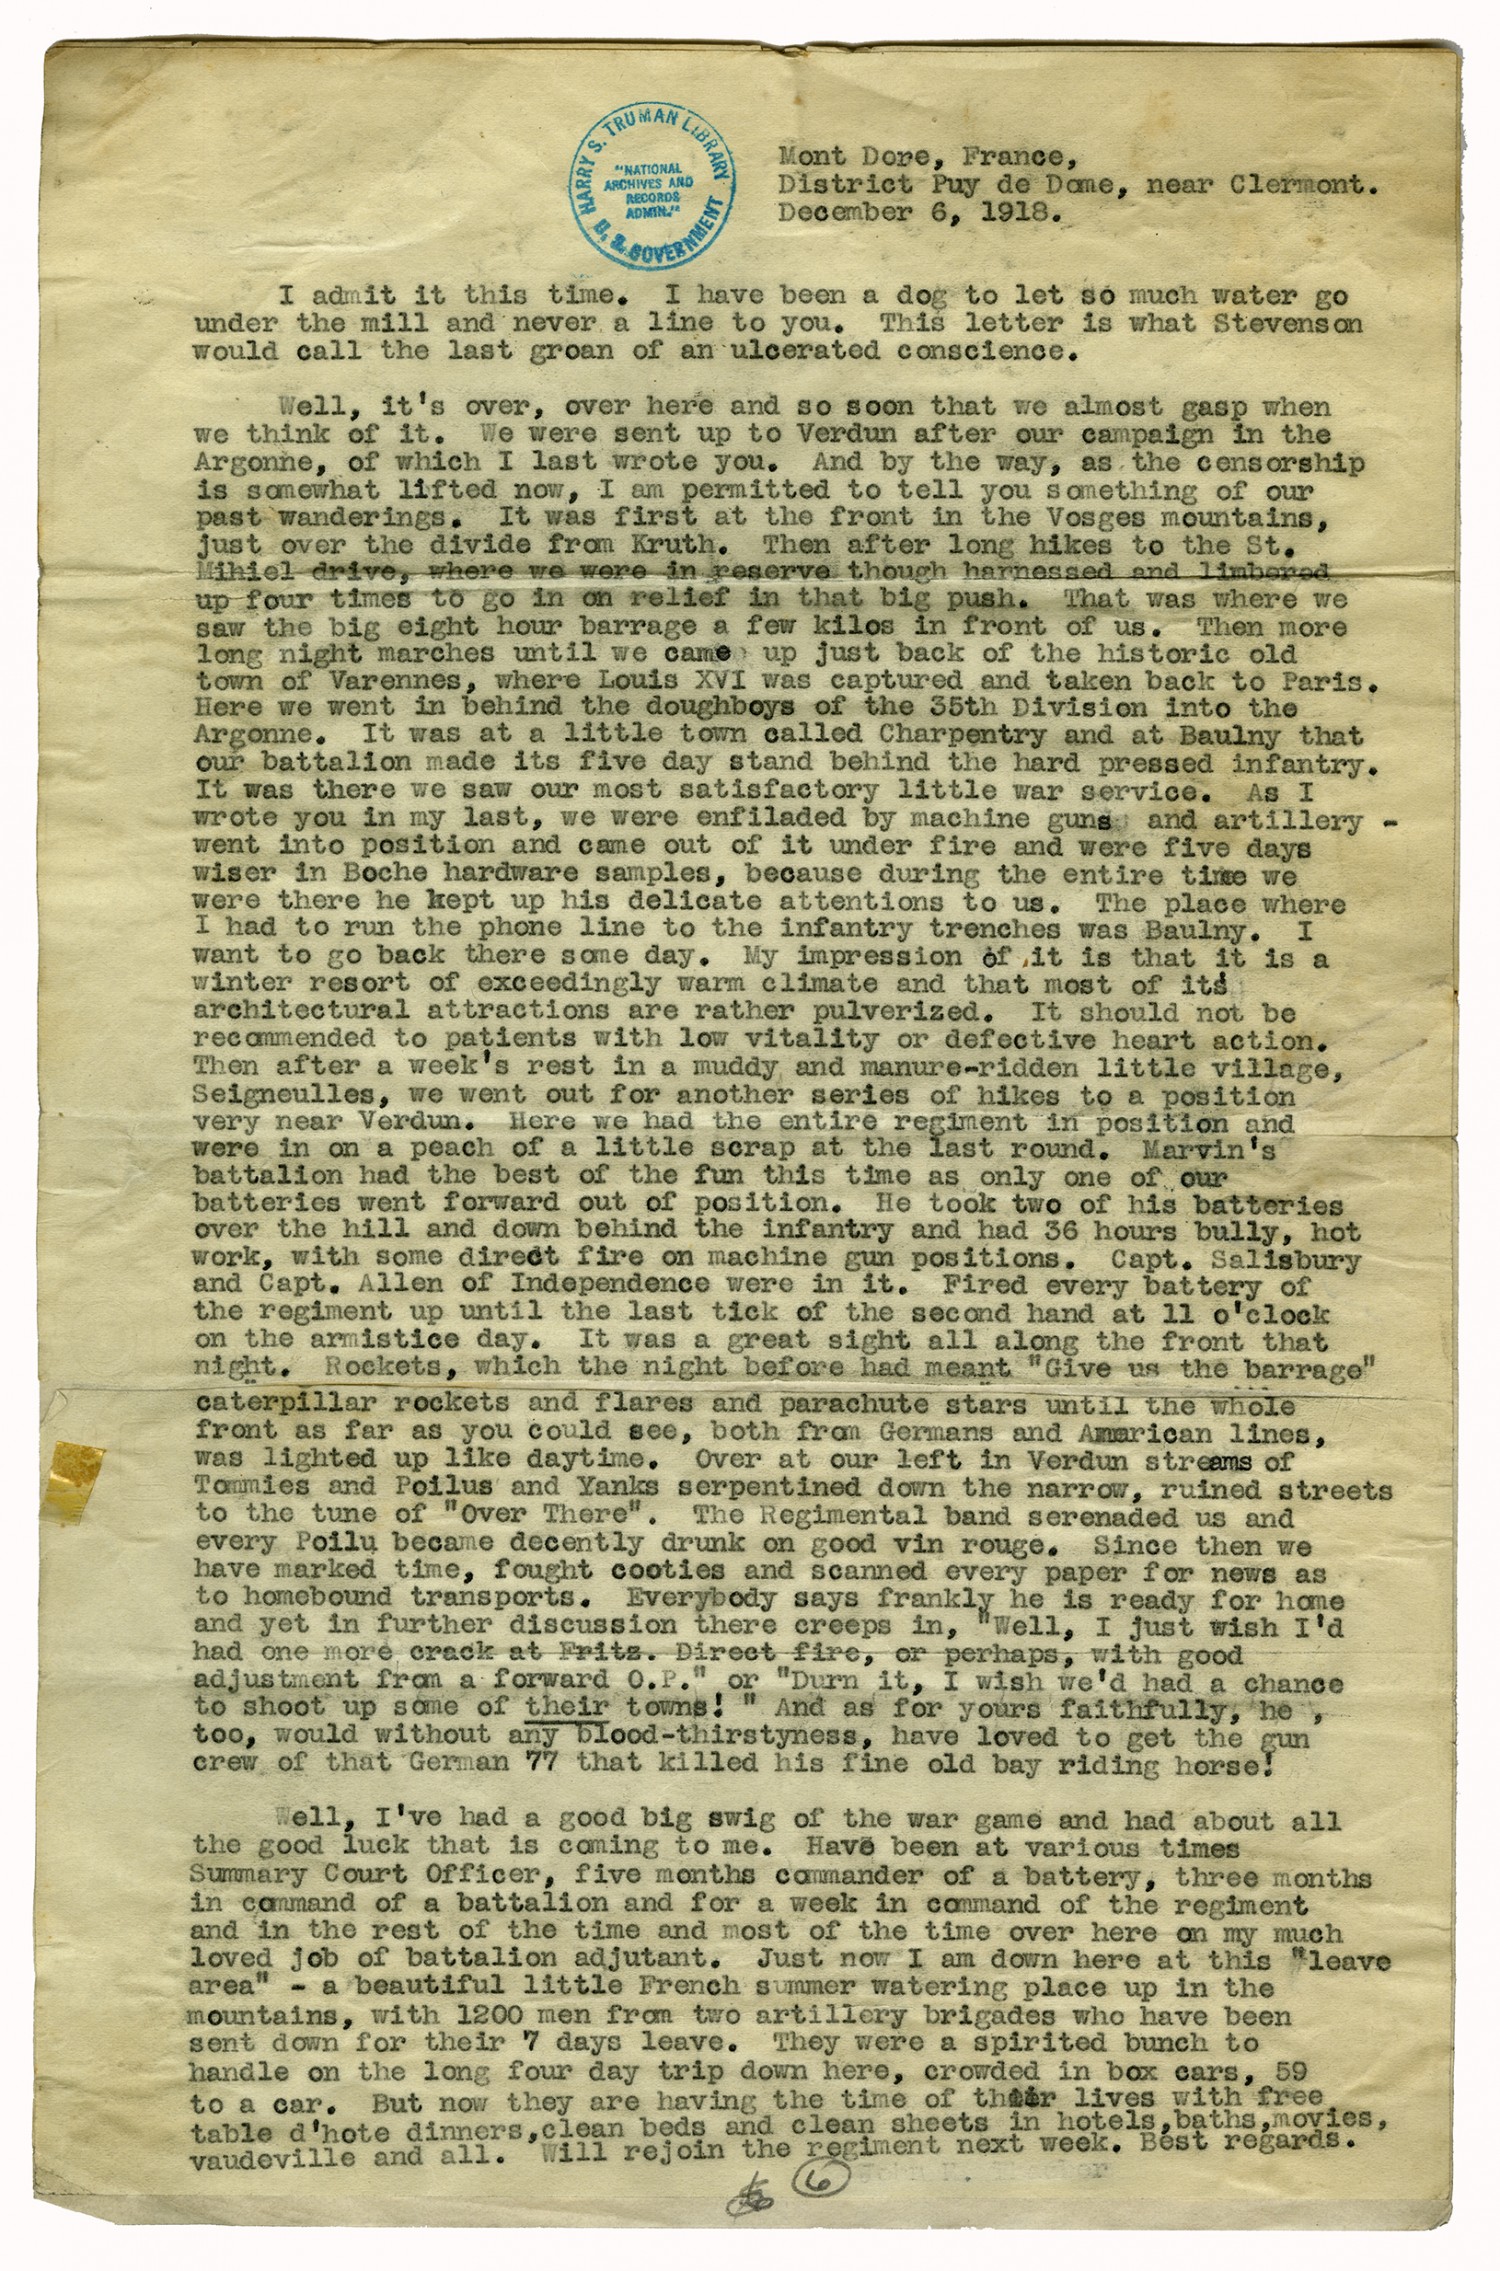 HARRY S. TRUMAN LIBRARY
"NATIONAL
ARCHIVES AND
RECORDS
ADMIN."
U. S. GOVERNMENT
Mont Dore, France,
District Puy de Dome, near Clermont.
December 6, 1918.
I admit it this time. I have been a dog to let so much water go
under the mill and never a line to you. This letter is what Stevenson
would call the last groan of an ulcerated conscience.
Well, it's over, over here and so soon that we almost gasp when
we think of it. We were sent up to Verdun after our campaign in the
Argonne, of which I last wrote you. And by the way, as the censorship
is somewhat lifted now, I am permitted to tell you something of our
past wanderings. It was first at the front in the Vosges mountains,
just over the divide from Kruth. Then after long hikes to the St.
Mihiel drive, where we were in reserve though harnessed and limbered
up four times to go in on relief in that big push. That was where we
saw the big eight hour barrage a few kilos in front of us. Then more
long night marches until we came up just back of the historic old
town of Varennes, where Louis XVI was captured and taken back to Paris.
Here we went in behind the doughboys of the 35th Division into the
Argonne. It was at a little town called Charpentry and at Baulny that
our battalion made its five day stand behind the hard pressed infantry.
It was there we saw our most satisfactory little war service. As I
wrote you in my last, we were enfiladed by machine guns and artillery -
went into position and came out of it under fire and were five days
wiser in Boche hardware samples, because during the entire time we
were there he kept up his delicate attentions to us. The place where
I had to run the phone line to the infantry trenches was Baulny. I
want to go back there some day. My impression of it is that it is a
winter resort of exceedingly warm climate and that most of its
architectural attractions are rather pulverized. It should not be
recommended to patients with low vitality or defective heart action.
Then after a week's rest in a muddy and manure-ridden little village,
Seigneulles, we went out for another series of hikes to a position
very near Verdun. Here we had the entire regiment in position and
were in on a peach of a little scrap at the last round. Marvin's
battalion had the best of the fun this time as only one of our
batteries went forward out of position. He took two of his batteries
over the hill and down behind the infantry and had 36 hours bully, hot
work, with some direct fire on machine gun positions. Capt. Salisbury
and Capt. Allen of Independence were in it. Fired every battery of
the regiment up until the last tick of the second hand at 11 o'clock
on the armistice day. It was a great sight all along the front that
night. Rockets, which the night before had meant "Give us the barrage"
caterpillar rockets and flares and parachute stars until the whole
front as far as you could see, both from Germans and American lines,
was lighted up like daytime. Over at our left in Verdun streams of
Tommies and Poilus and Yanks serpentined down the narrow, ruined streets
to the tune of "Over There". The Regimental band serenaded us and
every Poilu became decently drunk on good vin rouge. Since then we
have marked time, fought cooties and scanned every paper for news as
to homebound transports. Everybody says frankly he is ready for home
and yet in further discussion there creeps in, "Well, I just wish I'd
had one more crack at Fritz. Direct fire, or perhaps, with good
adjustment from a forward O.P." or "Durn it, I wish we'd had a chance
to shoot up some of their towns! " And as for yours faithfully, he ,
too, would without any blood-thirstyness, have loved to get the gun
crew of that German 77 that killed his fine old bay riding horse!
Well, I've had a good big swig of the war game and had about all
the good luck that is coming to me. Have been at various times
Summary Court Officer, five months commander of a battery, three months
in command of a battalion and for a week in command of the regiment
and in the rest of the time and most of the time over here on my much
loved job of battalion adjutant. Just now I am down here at this "leave
area" - a beautiful little French summer watering place up in the
mountains, with 1200 men from two artillery brigades who have been
sent down for their 7 days leave. They were a spirited bunch to
handle on the long four day trip down here, crowded in box cars, 59
to a car. But now they are having the time of their lives with free
table d'hote dinners,clean beds and clean sheets in hotels,baths,movies,
vaudeville and all. Will rejoin the regiment next week. Best regards.
6